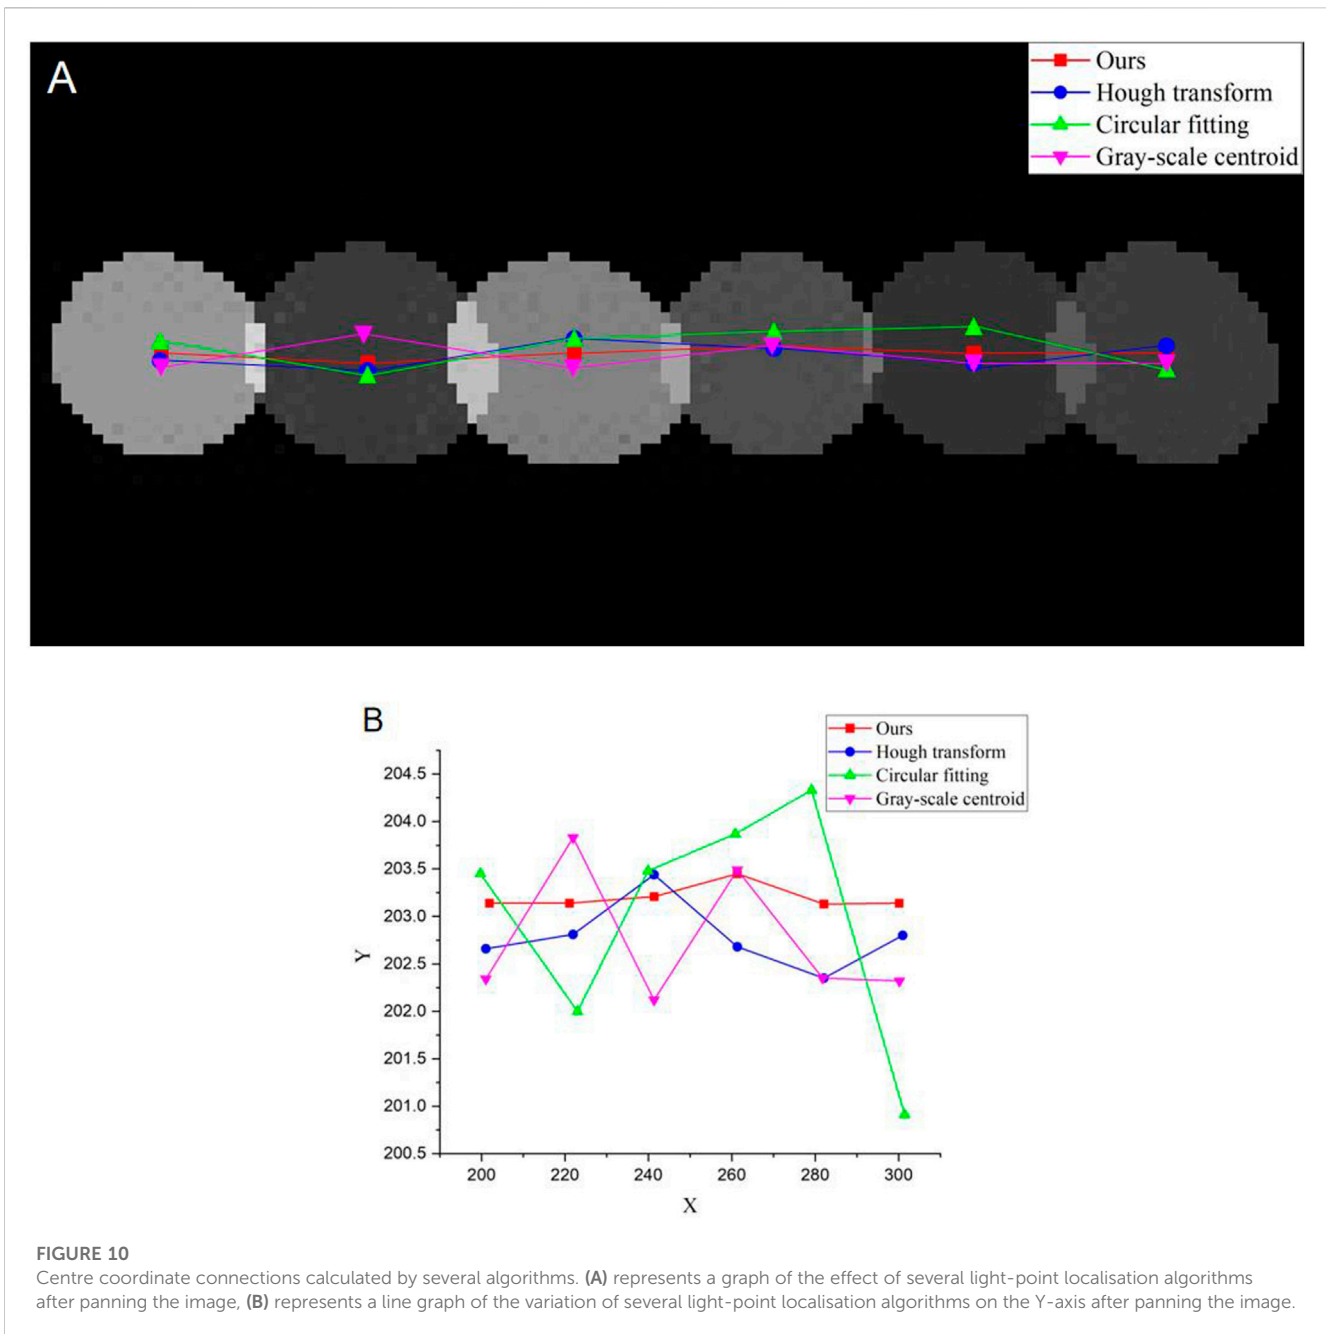 A
Ours
Hough transform
Circular fitting
Gray-scale centroid
B
Ours
Hough transform
Circular fitting
Gray-scale centroid
204.5
204.0
203.5
203.0
202.5
202.0
201.5
201.0
200.5
Y
200 220 240 260 280 300
X
FIGURE 10
Centre coordinate connections calculated by several algorithms. (A) represents a graph of the effect of several light-point localisation algorithms
after panning the image, (B) represents a line graph of the variation of several light-point localisation algorithms on the Y-axis after panning the image.